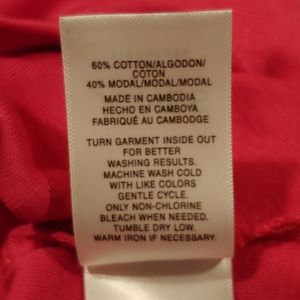 60% COTTON/ALGODON/
COTON
40% MODAL/MODAL/MODAL
MADE IN CAMBODIA
HECHO EN CAMBOYA
FABRIQUÉ AU CAMBODGE
TURN GARMENT INSIDE OUT
FOR BETTER
WASHING RESULTS.
MACHINE WASH COLD
WITH LIKE COLORS
GENTLE CYCLE.
ONLY NON-CHLORINE
BLEACH WHEN NEEDED.
TUMBLE DRY LOW.
WARM IRON IF NECESSARY.